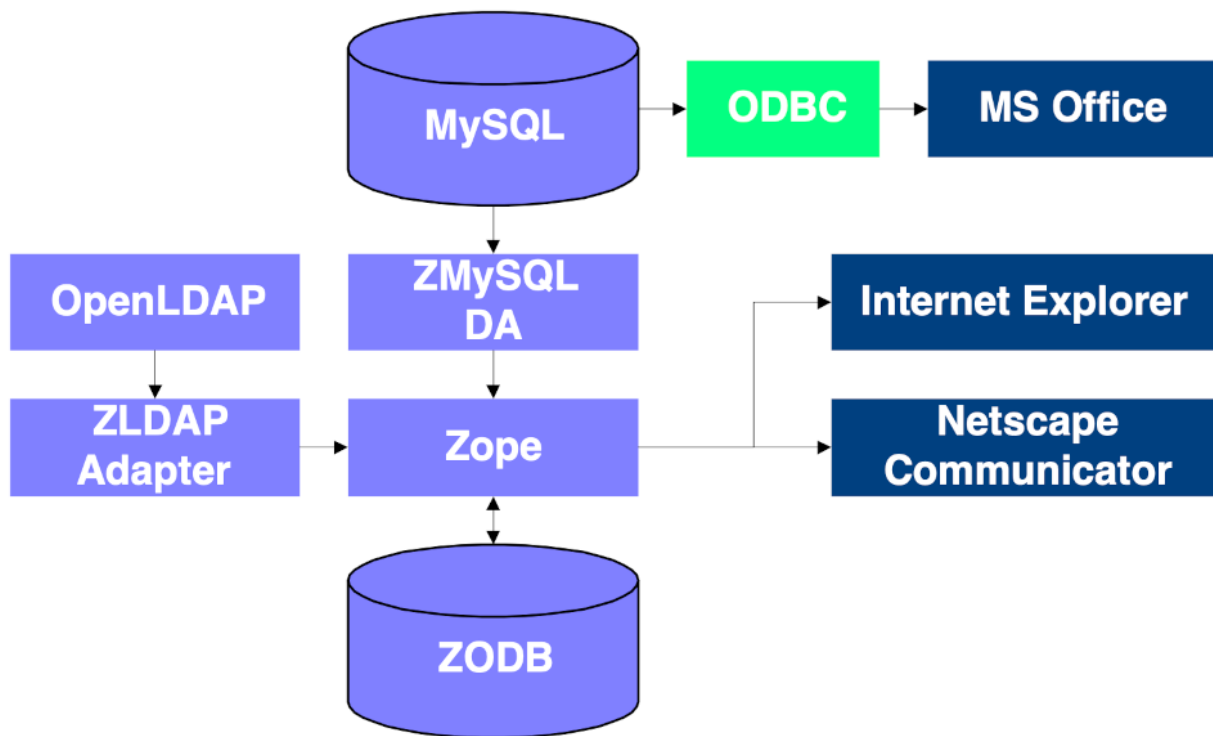 MySQL
ODBC
MS Office
OpenLDAP
ZMySQL
DA
Internet Explorer
ZLDAP
Adapter
Zope
Netscape
Communicator
ZODB